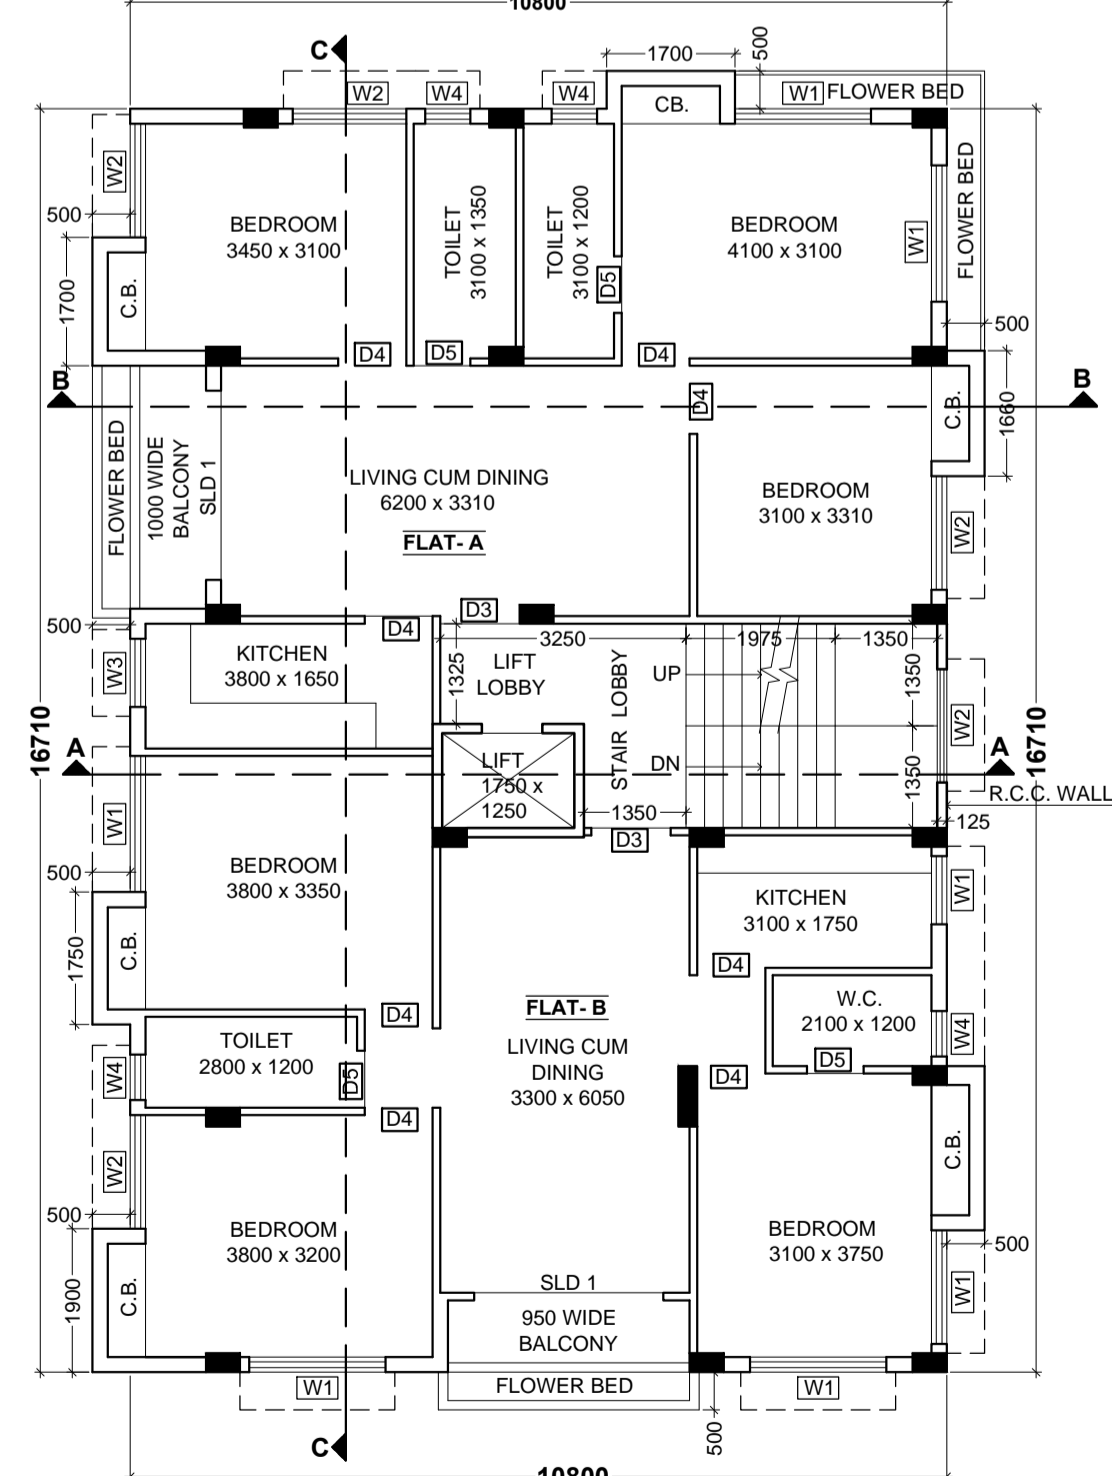 10800
C
1700
500
W2
W4
W4
CB.
W1
FLOWER BED
W2
500
BEDROOM
3450 x 3100
TOILET
3100 x 1350
TOILET
3100 x 1200
BEDROOM
4100 x 3100
W1
FLOWER BED
D5
C.B.
1700
500
D4
D5
D4
B
B
D4
C.B.
1660
FLOWER BED
1000 WIDE
BALCONY
SLD 1
LIVING CUM DINING
6200 x 3310
FLAT- A
BEDROOM
3100 x 3310
W2
500
D4
D3
3250
1975
1350
W3
KITCHEN
3800 x 1650
1325
LIFT
LOBBY
STAIR LOBBY
UP
1350
W2
16710
16710
A
A
LIFT
1750 x
1250
DN
1350
1350
R.C.C. WALL
125
W1
D3
500
BEDROOM
3800 x 3350
KITCHEN
3100 x 1750
W1
C.B.
1750
D4
D4
FLAT- B
W.C.
2100 x 1200
W4
TOILET
2800 x 1200
LIVING CUM
DINING
3300 x 6050
D5
W4
D5
D4
D4
C.B.
W2
500
BEDROOM
3800 x 3200
BEDROOM
3100 x 3750
500
C.B.
1900
SLD 1
950 WIDE
BALCONY
W1
W1
FLOWER BED
W1
500
C
10800